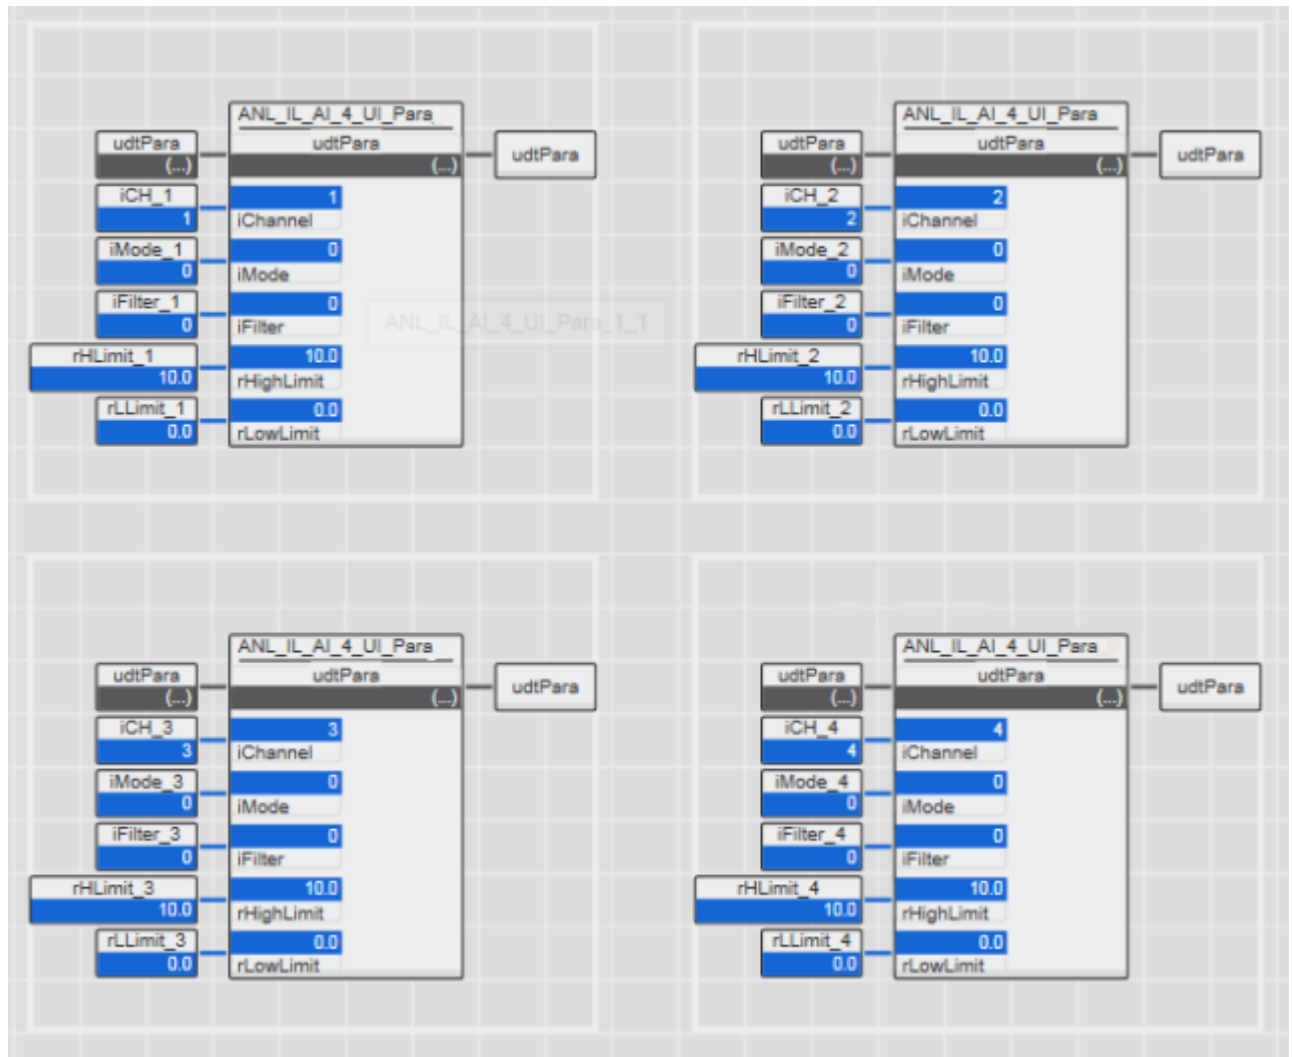 ANL_IL_AI_4_UI_Para
udtPara
(...)
udtPara
(...)
udtPara
iCH_1
1
1
iChannel
iMode_1
0
0
iMode
iFilter_1
0
0
iFilter
ANL_IL_AI_4_UI_Para_1_1
rHLimit_1
10.0
10.0
rHighLimit
rLLimit_1
0.0
0.0
rLowLimit
ANL_IL_AI_4_UI_Para
udtPara
(...)
udtPara
(...)
udtPara
iCH_2
2
2
iChannel
iMode_2
0
0
iMode
iFilter_2
0
0
iFilter
rHLimit_2
10.0
10.0
rHighLimit
rLLimit_2
0.0
0.0
rLowLimit
ANL_IL_AI_4_UI_Para
udtPara
(...)
udtPara
(...)
udtPara
iCH_3
3
3
iChannel
iMode_3
0
0
iMode
iFilter_3
0
0
iFilter
rHLimit_3
10.0
10.0
rHighLimit
rLLimit_3
0.0
0.0
rLowLimit
ANL_IL_AI_4_UI_Para
udtPara
(...)
udtPara
(...)
udtPara
iCH_4
4
4
iChannel
iMode_4
0
0
iMode
iFilter_4
0
0
iFilter
rHLimit_4
10.0
10.0
rHighLimit
rLLimit_4
0.0
0.0
rLowLimit